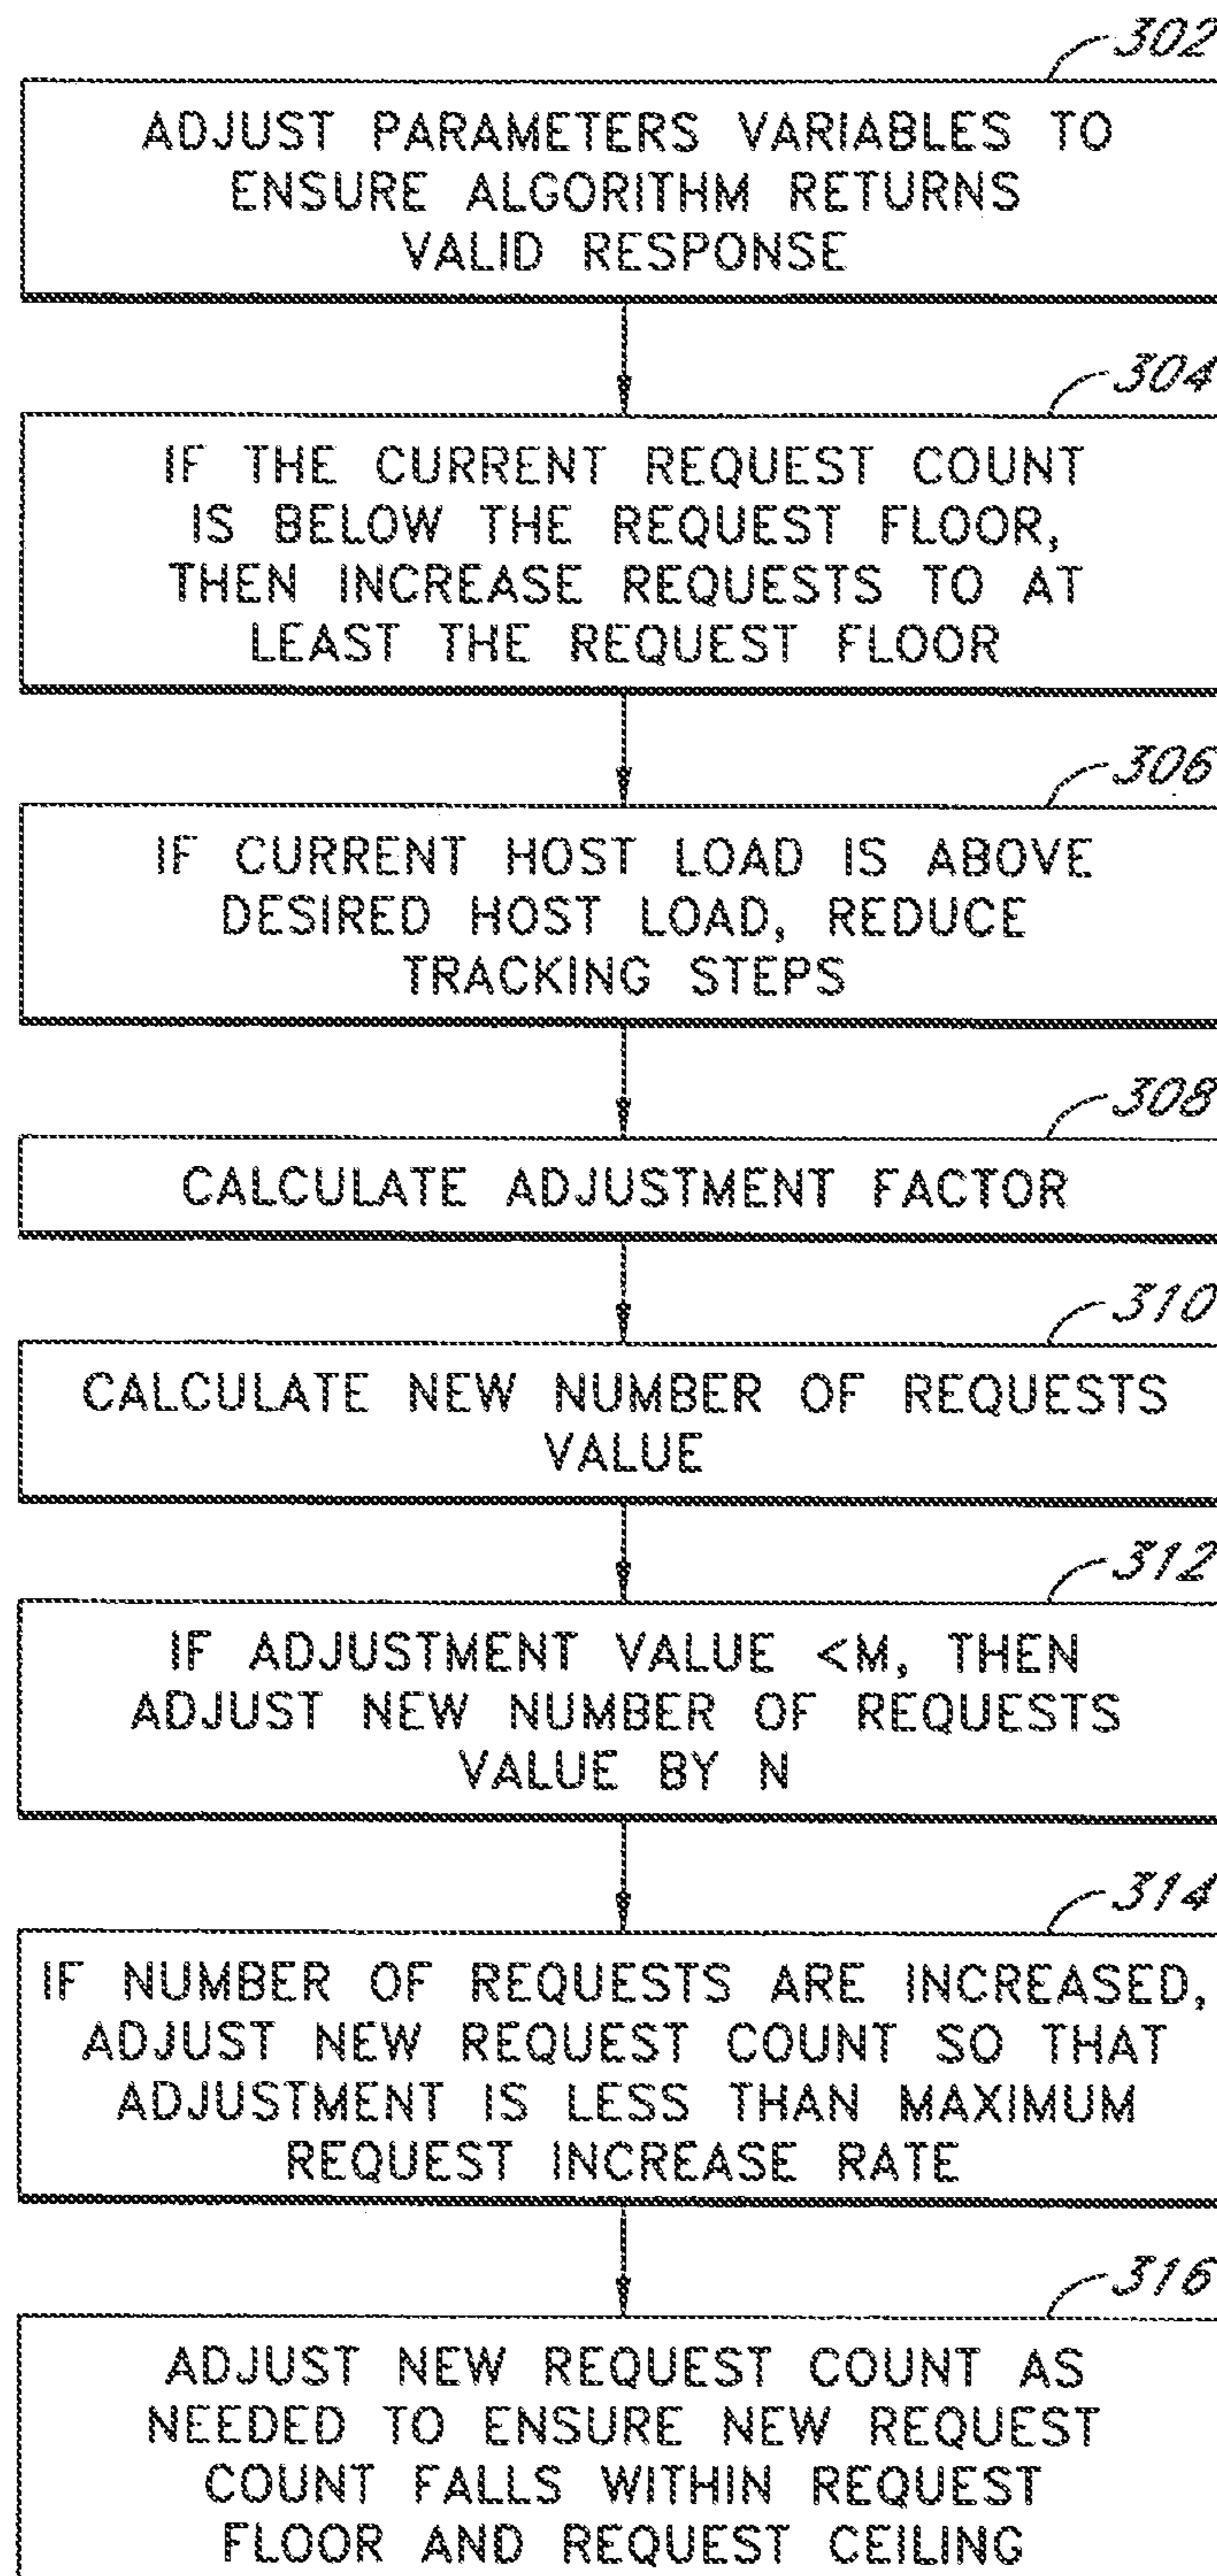 302
ADJUST PARAMETERS VARIABLES TO
ENSURE ALGORITHM RETURNS
VALID RESPONSE
304
IF THE CURRENT REQUEST COUNT
IS BELOW THE REQUEST FLOOR,
THEN INCREASE REQUESTS TO AT
LEAST THE REQUEST FLOOR
306
IF CURRENT HOST LOAD IS ABOVE
DESIRED HOST LOAD, REDUCE
TRACKING STEPS
308
CALCULATE ADJUSTMENT FACTOR
310
CALCULATE NEW NUMBER OF REQUESTS
VALUE
312
IF ADJUSTMENT VALUE <M, THEN
ADJUST NEW NUMBER OF REQUESTS
VALUE BY N
314
IF NUMBER OF REQUESTS ARE INCREASED,
ADJUST NEW REQUEST COUNT SO THAT
ADJUSTMENT IS LESS THAN MAXIMUM
REQUEST INCREASE RATE
316
ADJUST NEW REQUEST COUNT AS
NEEDED TO ENSURE NEW REQUEST
COUNT FALLS WITHIN REQUEST
FLOOR AND REQUEST CEILING